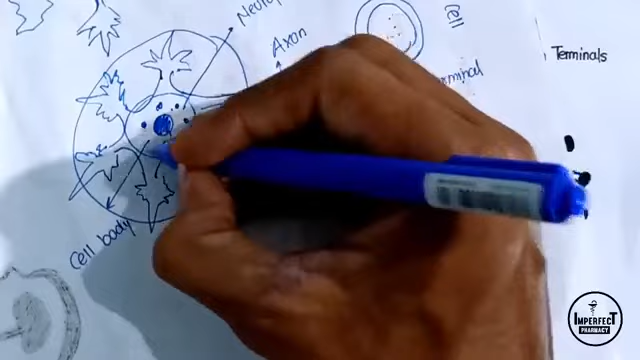 Cell
Axon
Terminals
Cell body
IMPERFECT
PHARMACY